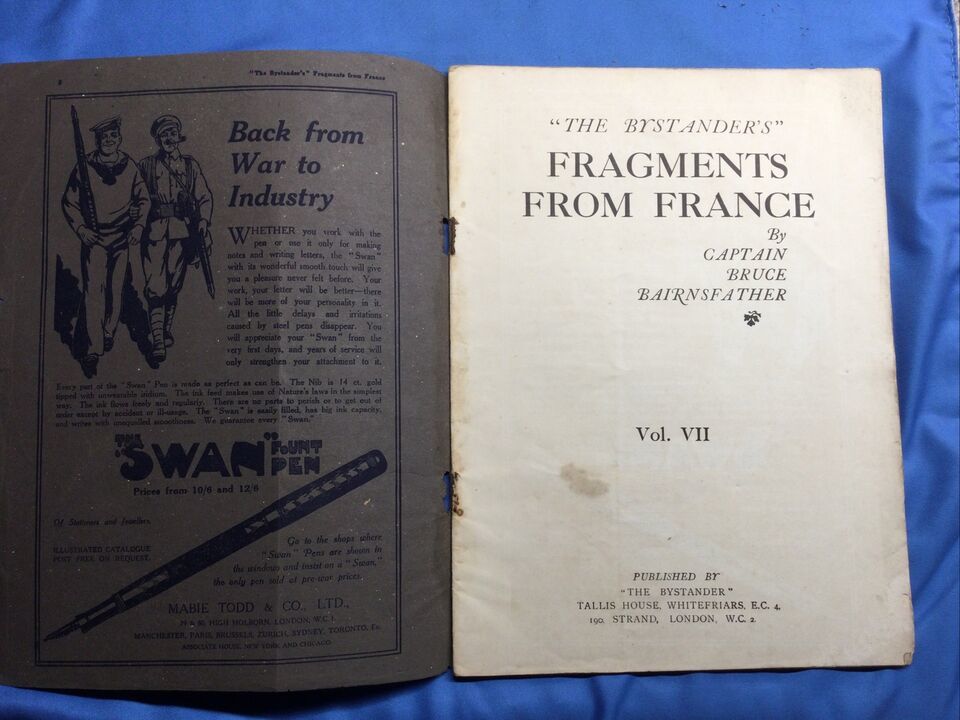 2
"The Bystander's" Fragments from France
Back from
War to
Industry
WHETHER you work with the
pen or use it only for making
notes and writing letters, the "Swan"
with its wonderful smooth touch will give
you a pleasure never felt before. Your
work, your letter will be better—there
will be more of your personality in it.
All the little delays and irritations
caused by steel pens disappear. You
will appreciate your "Swan" from the
very first days, and years of service will
only strengthen your attachment to it.
Every part of the "Swan" Pen is made as perfect as can be. The Nib is 14 ct. gold
tipped with unwearable iridium. The ink feed makes use of Nature's laws in the simplest
way. The ink flows freely and regularly. There are no parts to perish or to get out of
order except by accident or ill-usage. The "Swan" is easily filled, has big ink capacity,
and writes with unequalled smoothness. We guarantee every "Swan."
THE
"SWAN" FOUNT
PEN
Prices from 10/6 and 12/6
Of Stationers and Jewellers.
ILLUSTRATED CATALOGUE
POST FREE ON REQUEST.
Go to the shops where
"Swan" Pens are shown in
the windows and insist on a "Swan,"
the only pen sold at pre-war prices.
MABIE TODD & CO., LTD.,
79 & 80, HIGH HOLBORN, LONDON, W.C.1.
MANCHESTER, PARIS, BRUSSELS, ZURICH, SYDNEY, TORONTO, &c.
ASSOCIATE HOUSE, NEW YORK AND CHICAGO.
"THE BYSTANDER'S"
FRAGMENTS
FROM FRANCE
By
CAPTAIN
BRUCE
BAIRNSFATHER
Vol. VII
PUBLISHED BY
"THE BYSTANDER"
TALLIS HOUSE, WHITEFRIARS, E.C. 4,
190, STRAND, LONDON, W.C. 2.